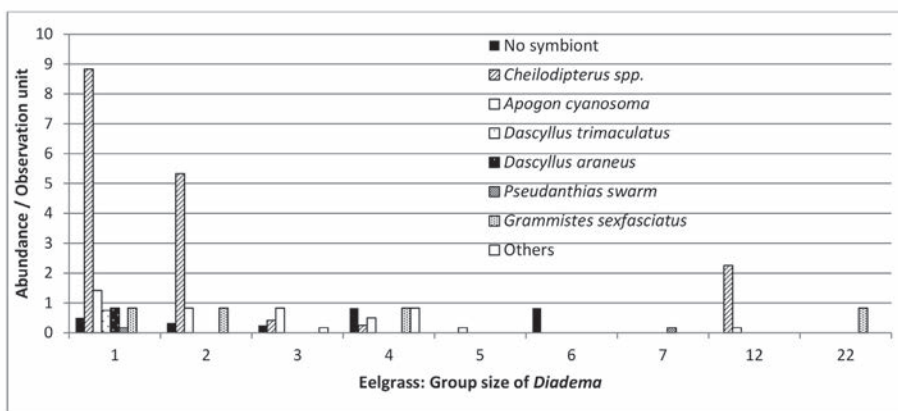 10
9
8
7
6
5
4
3
2
1
0
Abundance / Observation unit
No symbiont
Cheilodipterus spp.
Apogon cyanosoma
Dascyllus trimaculatus
Dascyllus araneus
Pseudanthias swarm
Grammistes sexfasciatus
Others
1 2 3 4 5 6 7 12 22
Eelgrass: Group size of Diadema